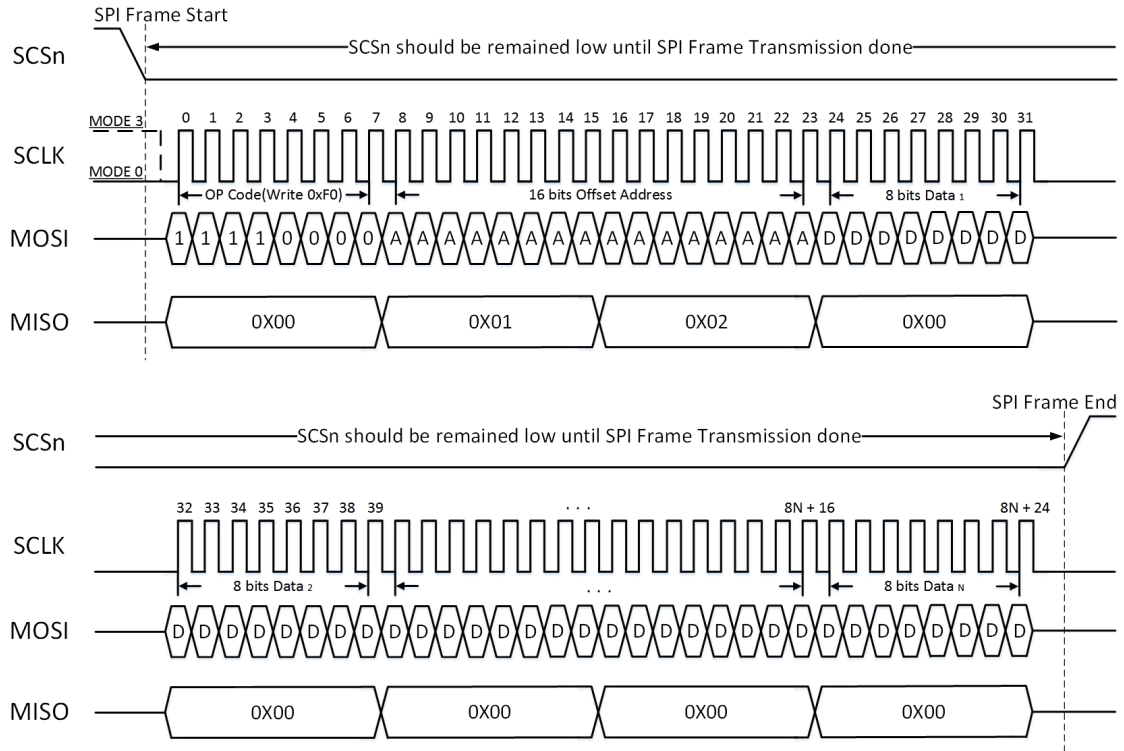 SPI Frame Start
SCSn
SCSn should be remained low until SPI Frame Transmission done
0 1 2 3 4 5 6 7 8 9 10 11 12 13 14 15 16 17 18 19 20 21 22 23 24 25 26 27 28 29 30 31
MODE 3
SCLK
MODE 0
OP Code(Write 0xF0) 16 bits Offset Address 8 bits Data 1
MOSI 1 1 1 1 0 0 0 0 A A A A A A A A A A A A A A A A D D D D D D D D
MISO 0X00 0X01 0X02 0X00
SPI Frame End
SCSn SCSn should be remained low until SPI Frame Transmission done
32 33 34 35 36 37 38 39 . . . 8N + 16 8N + 24
SCLK
8 bits Data 2 . . . 8 bits Data N
MOSI D D D D D D D D D D D D D D D D D D D D D D D D D D D D D D D D
MISO 0X00 0X00 0X00 0X00